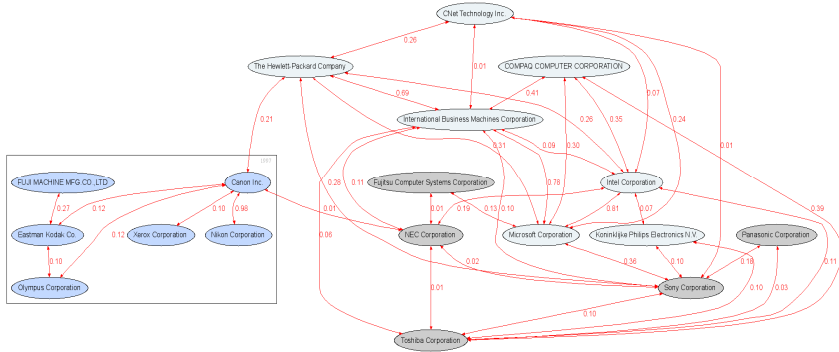 CNet Technology Inc.
0.26
The Hewlett-Packard Company
COMPAQ COMPUTER CORPORATION
0.01
0.07
0.69
0.41
0.21
International Business Machines Corporation
0.26
0.35
0.24
0.31
0.30
0.09
0.81
FUJI MACHINE MFG.CO.,LTD
Canon Inc.
0.28
0.11
Fujitsu Computer Systems Corporation
0.76
Intel Corporation
0.27
0.12
0.10
0.98
0.01
0.01
0.19
0.13
0.10
0.81
0.07
0.39
Eastman Kodak Co.
Xerox Corporation
Nikon Corporation
NEC Corporation
Microsoft Corporation
Koninklijke Philips Electronics N.V.
Panasonic Corporation
0.12
0.06
0.10
0.02
0.36
0.10
0.18
0.11
Olympus Corporation
Sony Corporation
0.01
0.10
0.10
0.03
Toshiba Corporation